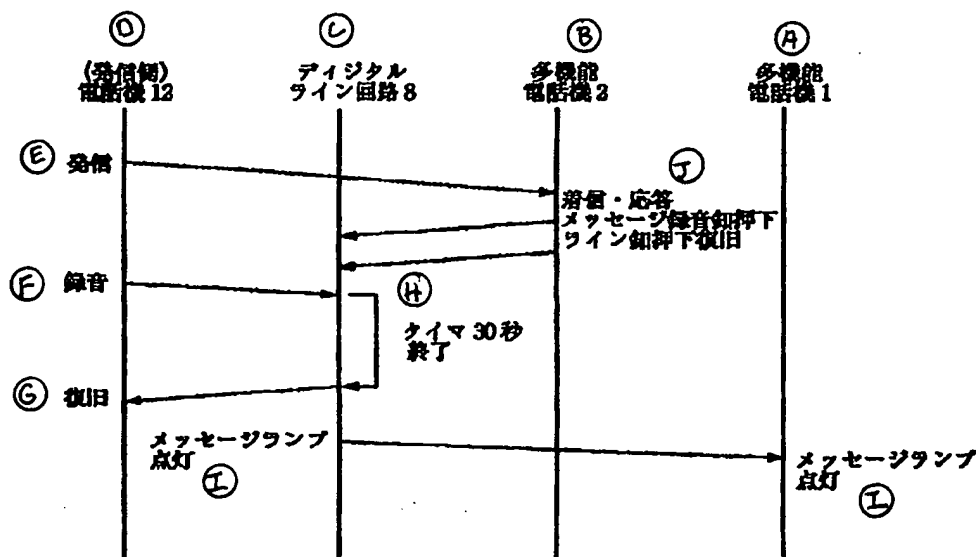 D
C
B
A
(発信側)
電話機12
ディジタル
ライン回路8
多機能
電話機2
多機能
電話機1
E 発信
J
着信・応答
メッセージ録音釦押下
ライン釦押下復旧
F 録音
H
タイマ30秒
終了
G 復旧
メッセージランプ
点灯
I
メッセージランプ
点灯
I